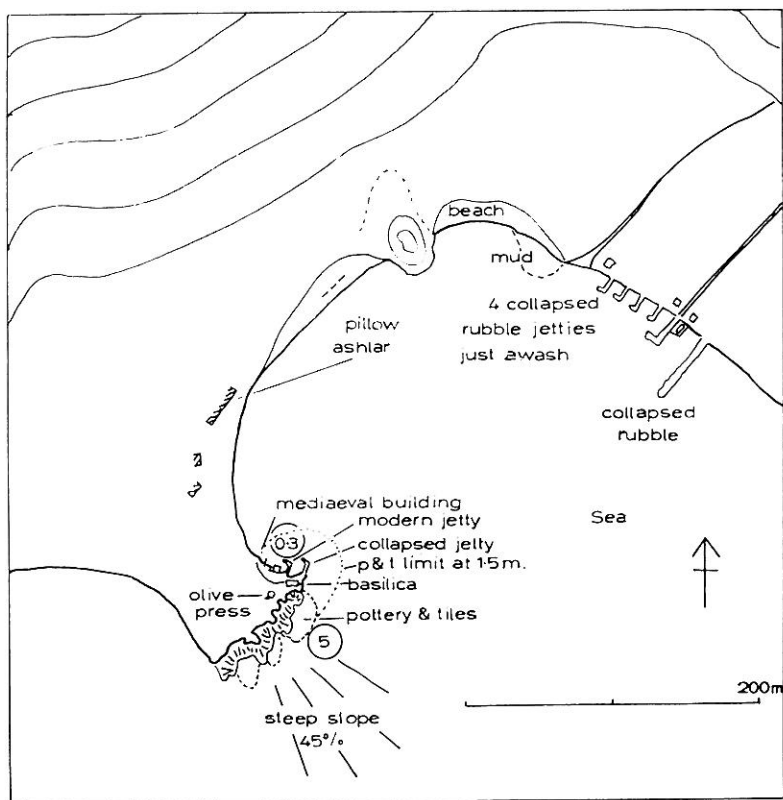 beach
mud
4 collapsed
rubble jetties
just awash
pillow
ashlar
collapsed
rubble
Sea
mediaeval building
modern jetty
0·3
collapsed jetty
p&t limit at 1·5m.
basilica
olive
press
pottery & tiles
5
200m
steep slope
45%